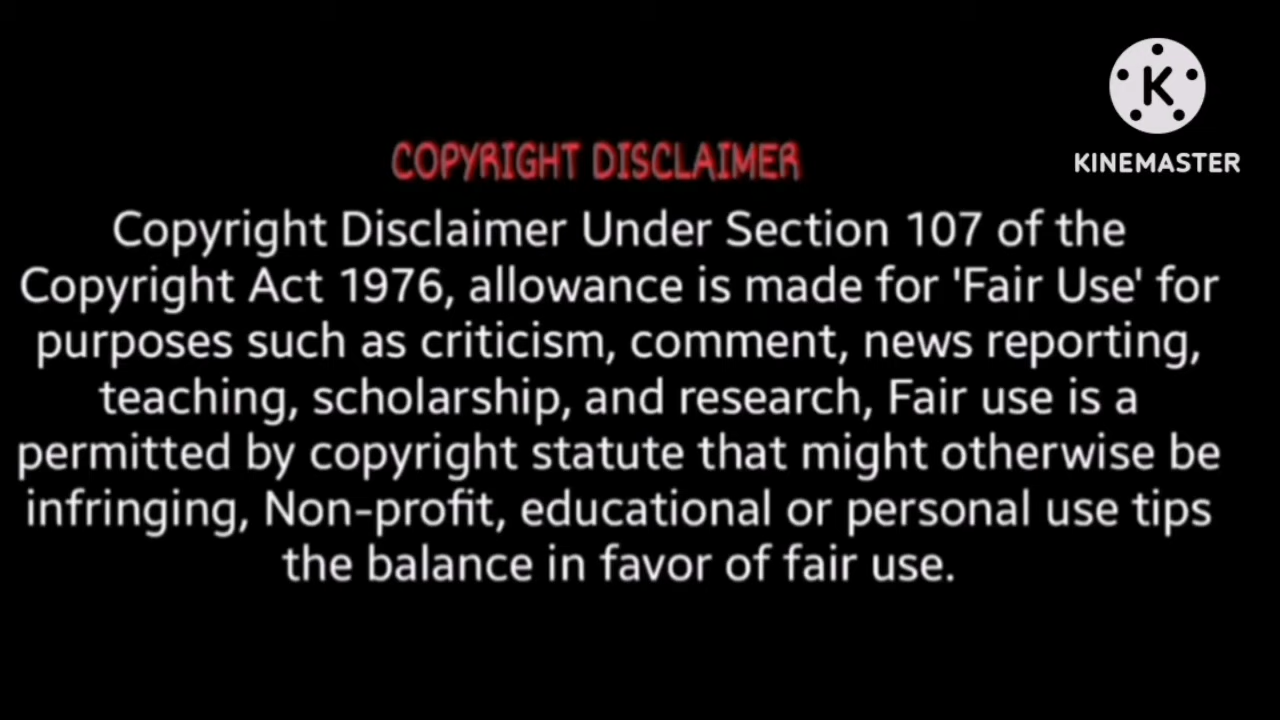 K
KINEMASTER
COPYRIGHT DISCLAIMER
Copyright Disclaimer Under Section 107 of the
Copyright Act 1976, allowance is made for 'Fair Use' for
purposes such as criticism, comment, news reporting,
teaching, scholarship, and research, Fair use is a
permitted by copyright statute that might otherwise be
infringing, Non-profit, educational or personal use tips
the balance in favor of fair use.